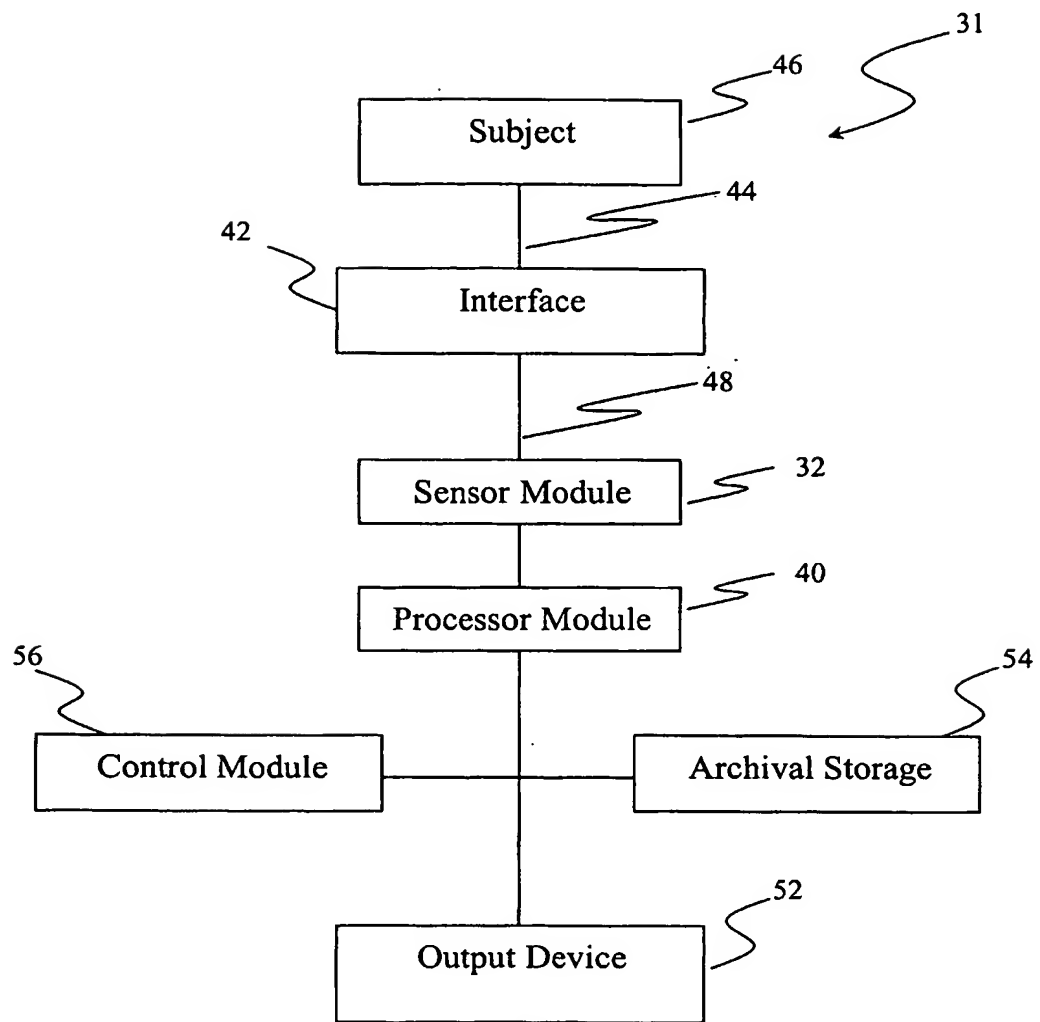 31
46
Subject
44
42
Interface
48
Sensor Module
32
Processor Module
40
56
54
Control Module
Archival Storage
52
Output Device